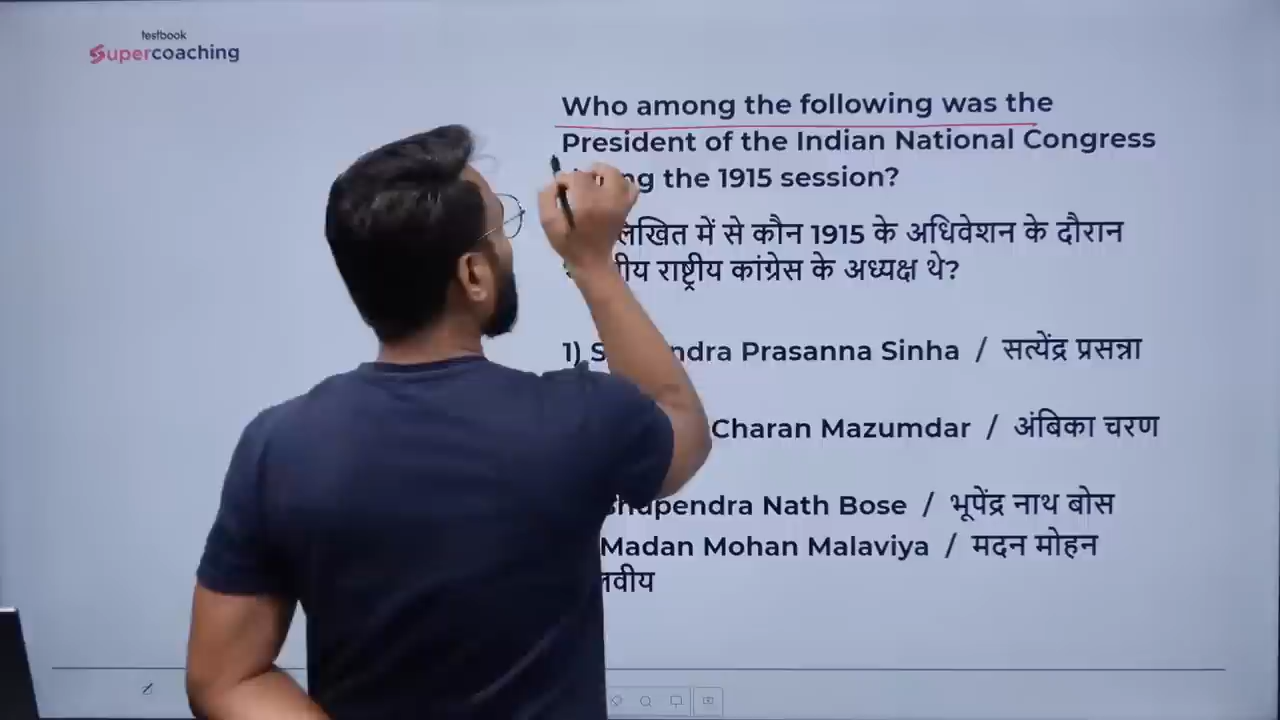 testbook
Supercoaching
Who among the following was the
President of the Indian National Congress
the 1915 session?
में से कौन 1915 के अधिवेशन के दौरान
राष्ट्रीय कांग्रेस के अध्यक्ष थे?
1) Prasanna Sinha / सत्येंद्र प्रसन्ना
Charan Mazumdar / अंबिका चरण
Bhupendra Nath Bose / भूपेंद्र नाथ बोस
Madan Mohan Malaviya / मदन मोहन